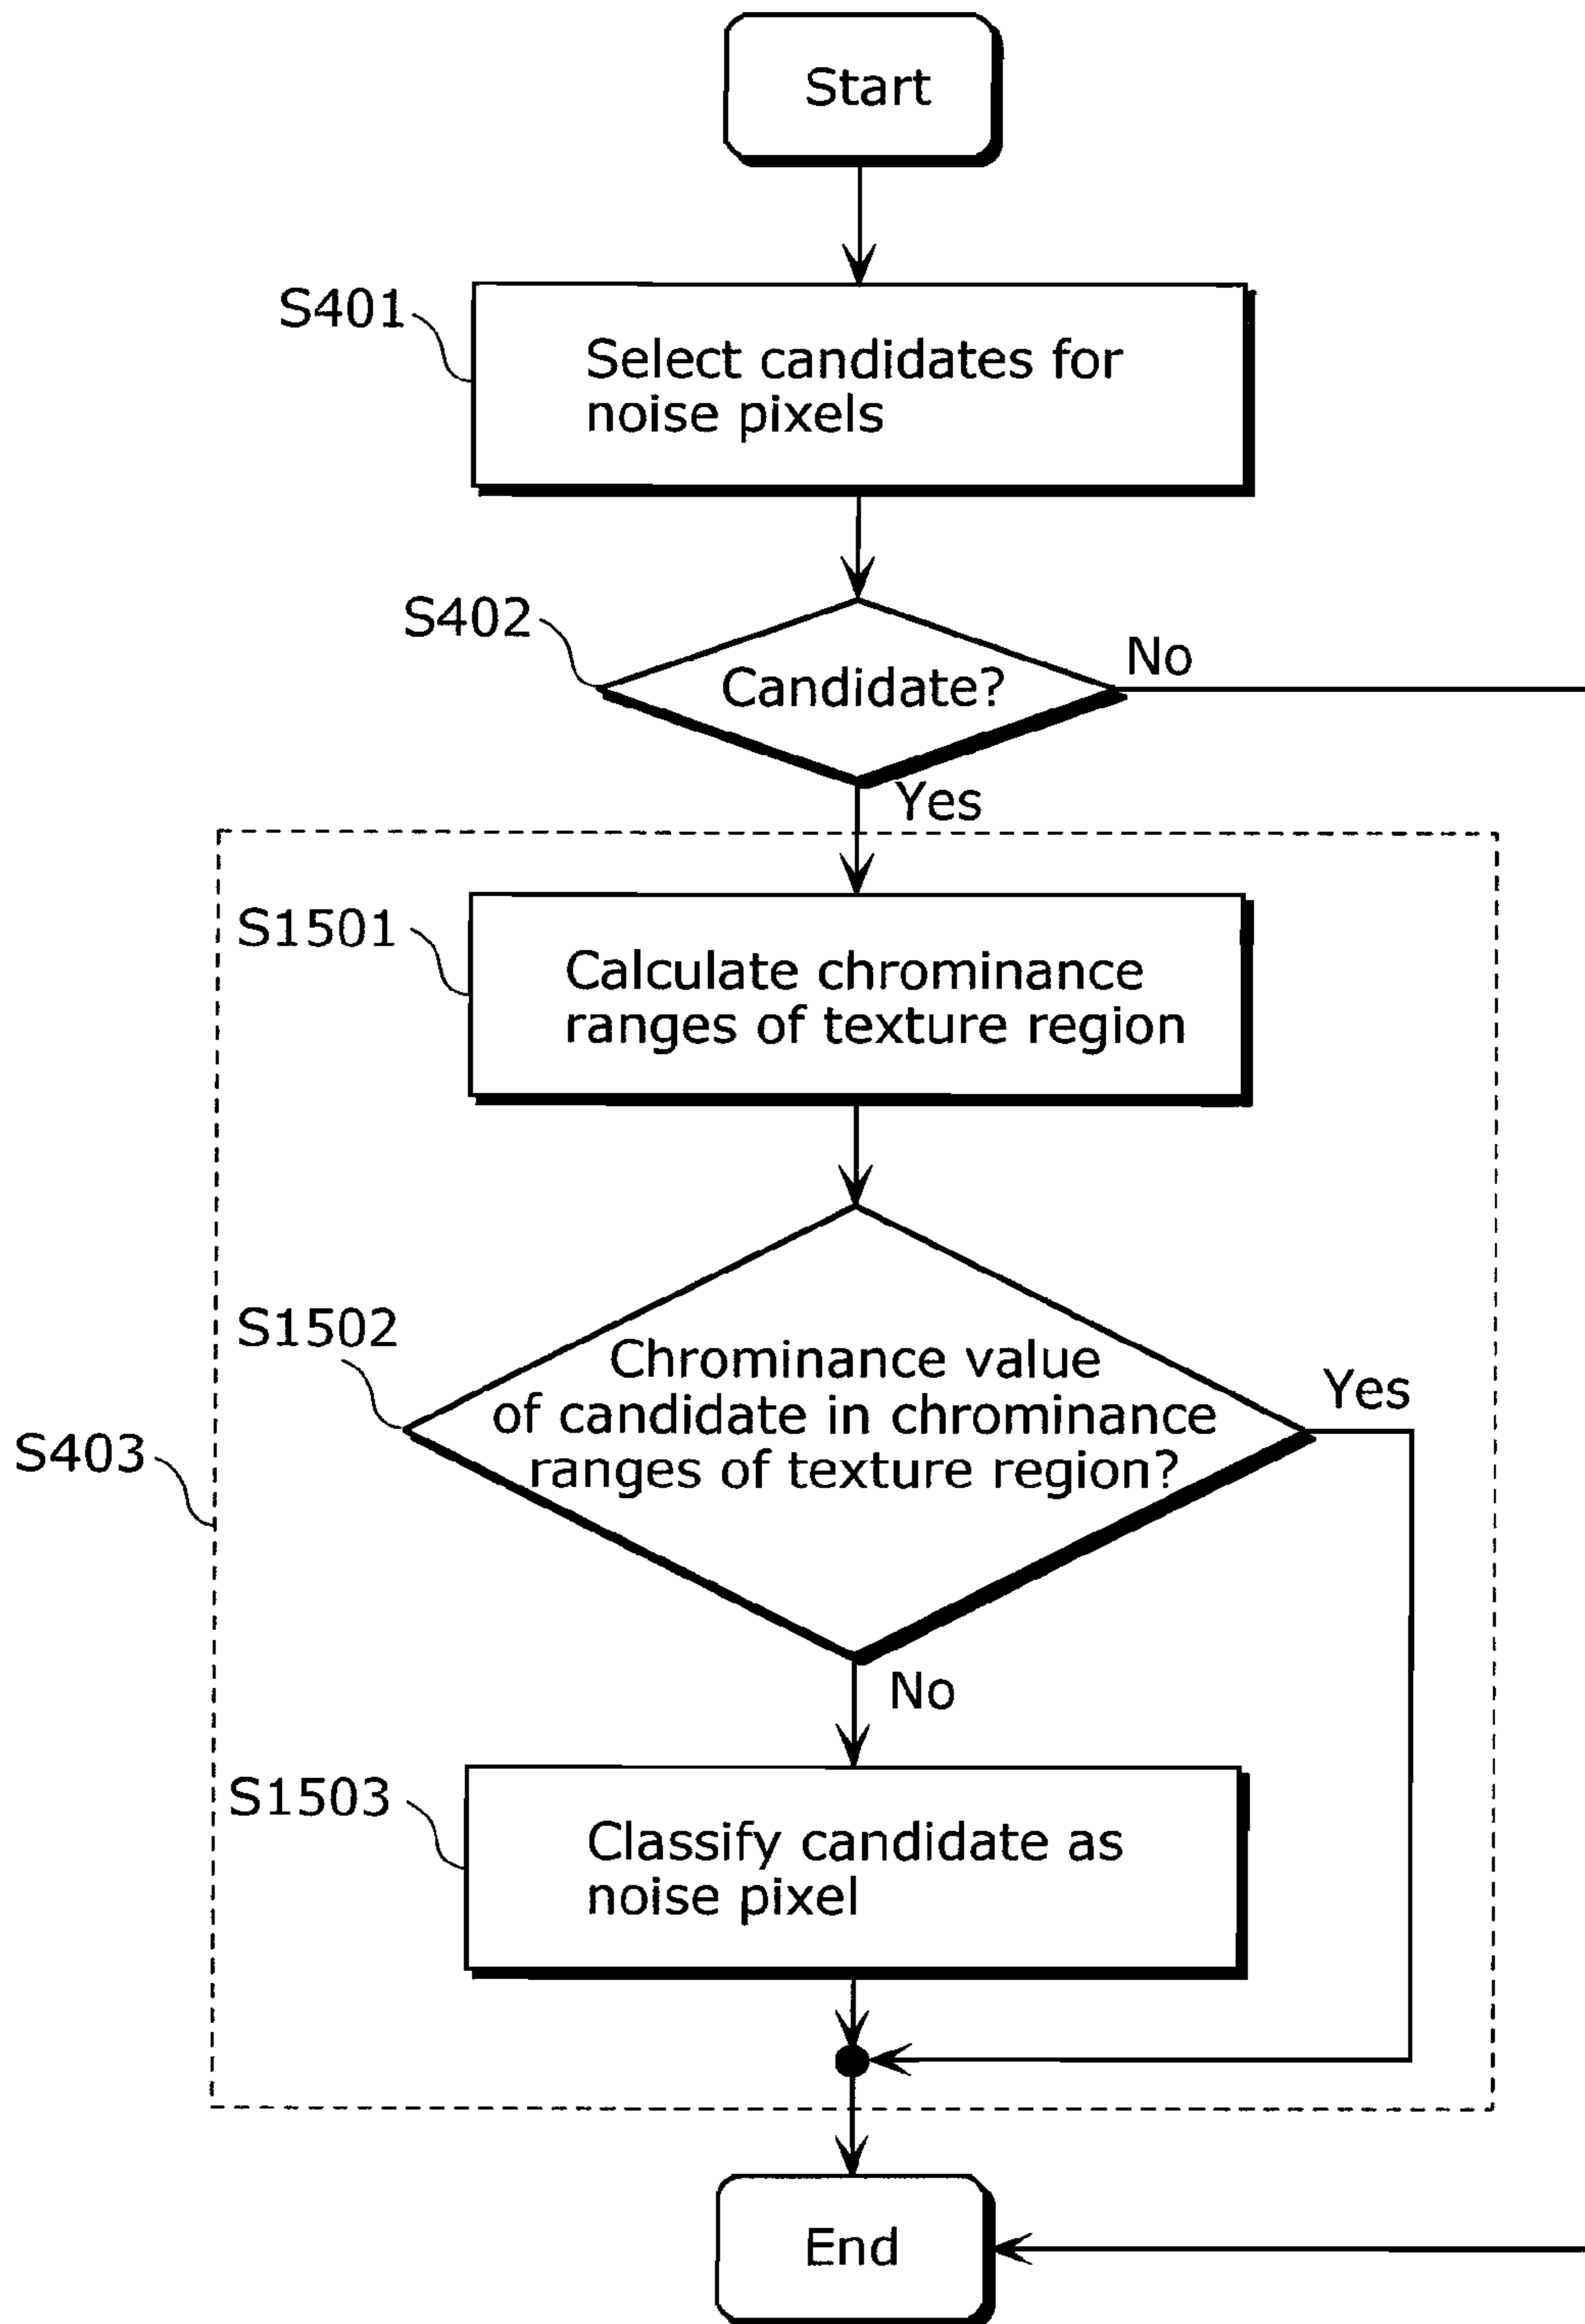 Start
S401
Select candidates for
noise pixels
S402
Candidate?
No
Yes
S1501
Calculate chrominance
ranges of texture region
S1502
Chrominance value
of candidate in chrominance
ranges of texture region?
Yes
S403
No
S1503
Classify candidate as
noise pixel
End